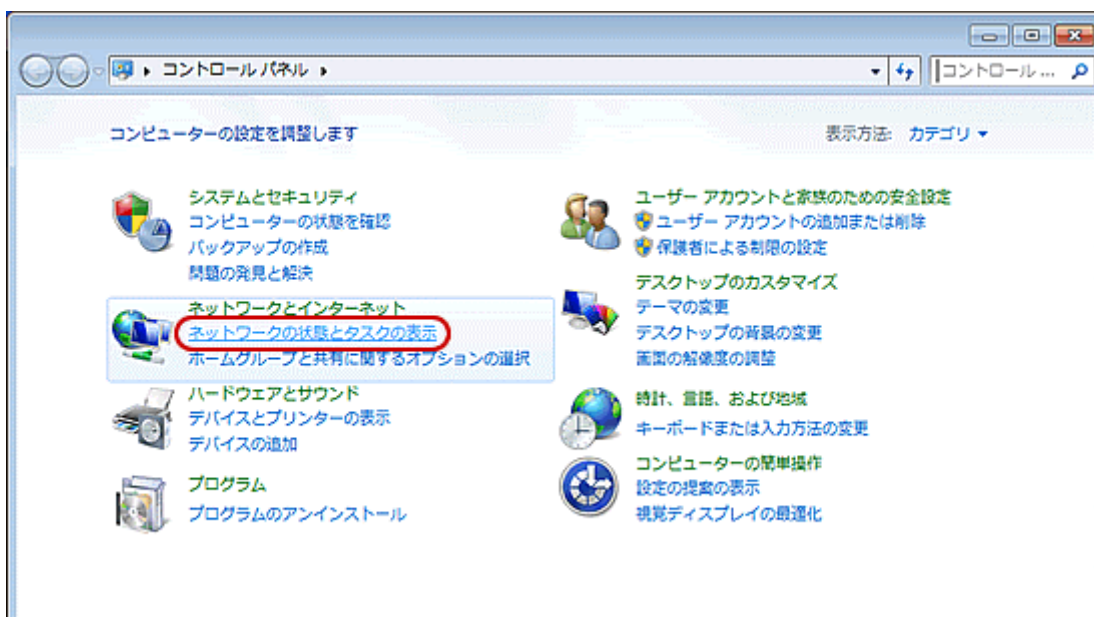 コントロール パネル
コントロール ...
コンピューターの設定を調整します
表示方法: カテゴリ
システムとセキュリティ
コンピューターの状態を確認
バックアップの作成
問題の発見と解決
ネットワークとインターネット
ネットワークの状態とタスクの表示
ホームグループと共有に関するオプションの選択
ハードウェアとサウンド
デバイスとプリンターの表示
デバイスの追加
プログラム
プログラムのアンインストール
ユーザー アカウントと家族のための安全設定
ユーザー アカウントの追加または削除
保護者による制限の設定
デスクトップのカスタマイズ
テーマの変更
デスクトップの背景の変更
画面の解像度の調整
時計、言語、および地域
キーボードまたは入力方法の変更
コンピューターの簡単操作
設定の提案の表示
視覚ディスプレイの最適化